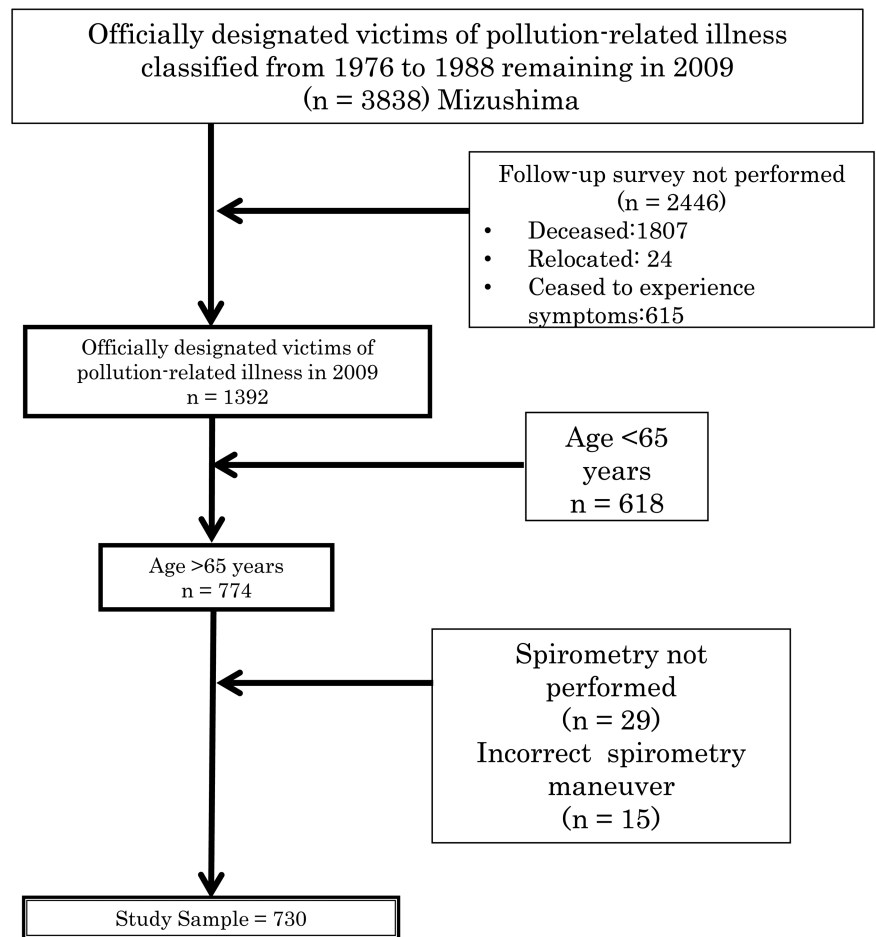 Officially designated victims of pollution-related illness
classified from 1976 to 1988 remaining in 2009
(n = 3838) Mizushima
Follow-up survey not performed
(n = 2446)
• Deceased:1807
• Relocated: 24
• Ceased to experience
symptoms:615
Officially designated victims of
pollution-related illness in 2009
n = 1392
Age <65
years
n = 618
Age >65 years
n = 774
Spirometry not
performed
(n = 29)
Incorrect spirometry
maneuver
(n = 15)
Study Sample = 730